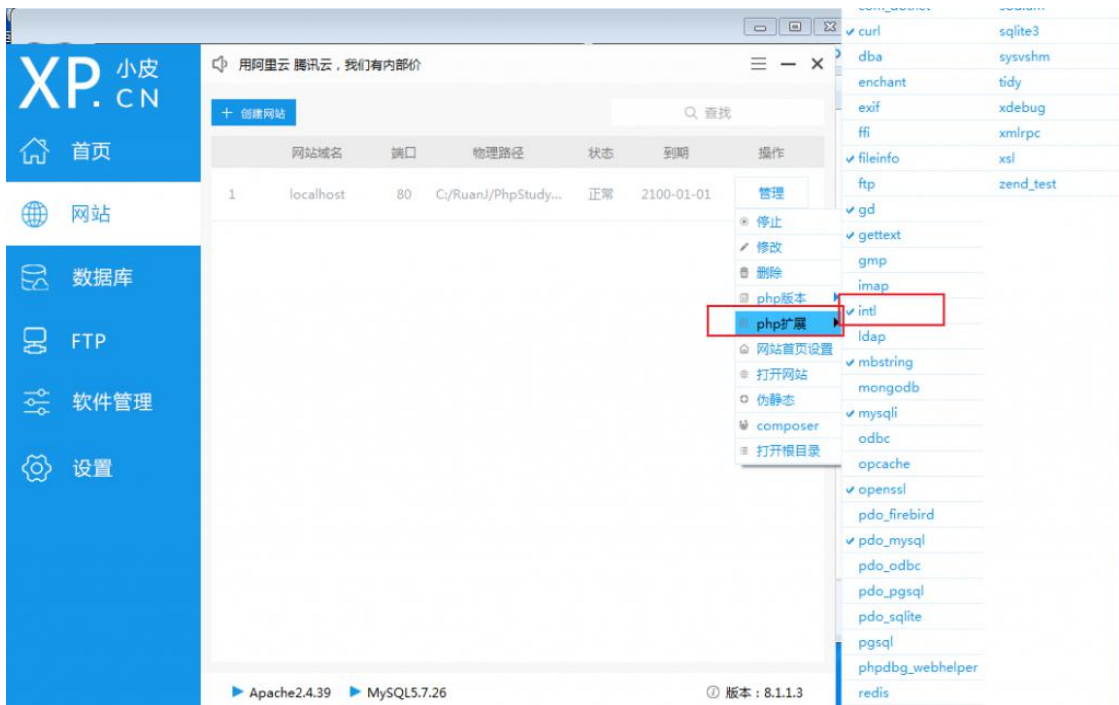 XP.CN 小皮
用阿里云 腾讯云，我们有内部价
首页
网站
数据库
FTP
软件管理
设置
+ 创建网站
查找
网站域名 端口 物理路径 状态 到期 操作
1 localhost 80 C:/RuanJ/PhpStudy... 正常 2100-01-01 管理
停止
修改
删除
php版本
php扩展
网站首页设置
打开网站
伪静态
composer
打开根目录
Apache2.4.39 MySQL5.7.26
版本：8.1.1.3
curl
dba
enchant
exif
ffi
fileinfo
ftp
gd
gettext
gmp
imap
intl
ldap
mbstring
mongodb
mysqli
odbc
opcache
openssl
pdo_firebird
pdo_mysql
pdo_odbc
pdo_pgsql
pdo_sqlite
pgsql
phpdbg_webhelper
redis
sqlite3
sysvshm
tidy
xdebug
xmlrpc
xsl
zend_test